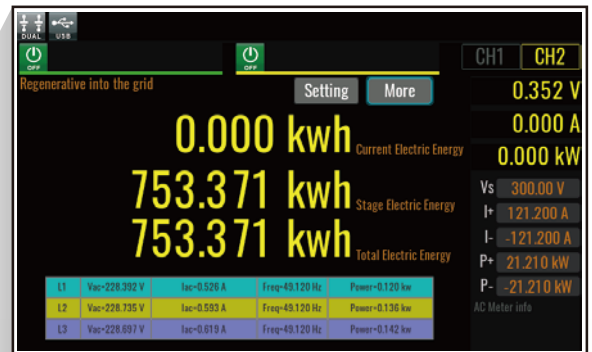 DUAL USB
OFF
OFF
CH1 CH2
Regenerative into the grid
Setting More
0.352 V
0.000 A
0.000 kW
0.000 kwh Current Electric Energy
753.371 kwh Stage Electric Energy
753.371 kwh Total Electric Energy
Vs 300.00 V
I+ 121.200 A
I- -121.200 A
P+ 21.210 kW
P- -21.210 kW
AC Meter info
L1 Vac=228.392 V Iac=0.526 A Freq=49.120 Hz Power=0.120 kw
L2 Vac=228.735 V Iac=0.593 A Freq=49.120 Hz Power=0.136 kw
L3 Vac=228.697 V Iac=0.619 A Freq=49.120 Hz Power=0.142 kw